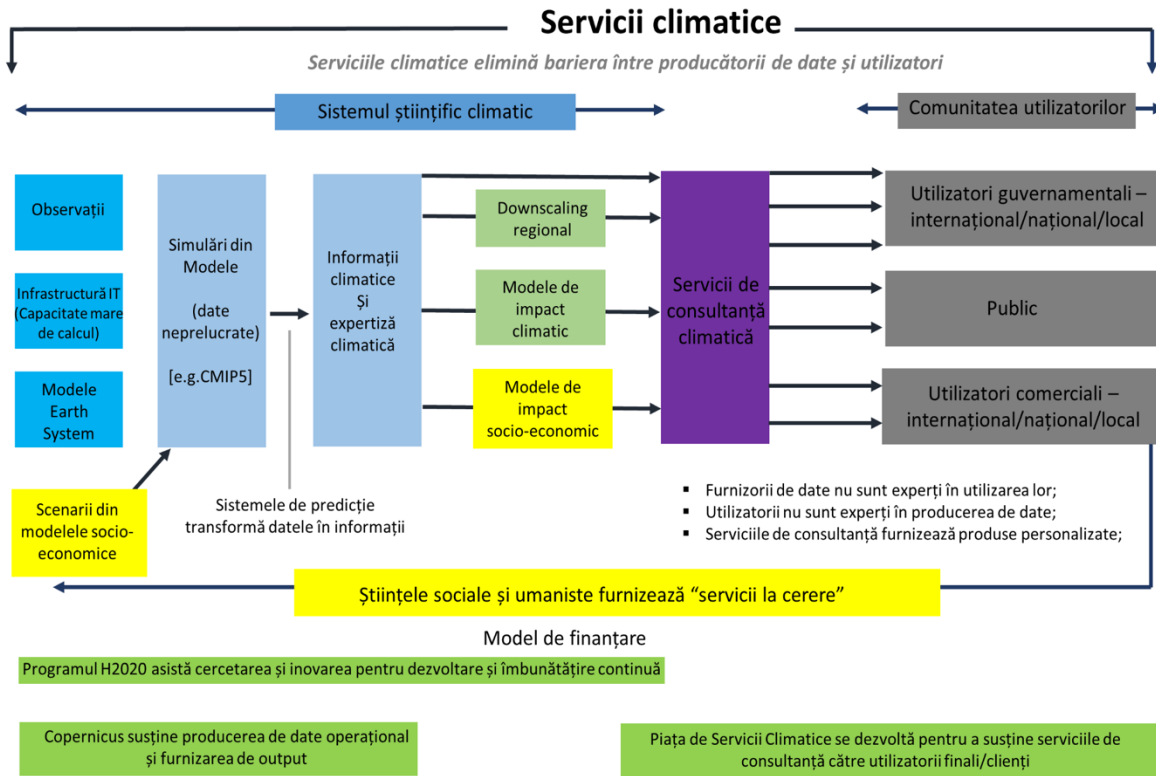 Servicii climatice
Serviciile climatice elimină bariera între producătorii de date și utilizatori
Sistemul științific climatic
Comunitatea utilizatorilor
Observații
Infrastructură IT
(Capacitate mare
de calcul)
Modele
Earth
System
Scenarii din
modelele socio-
economice
Simulări din
Modele
(date
neprelucrate)
[e.g.CMIP5]
Sistemele de predicție
transformă datele în informații
Informații
climatice
Și
expertiză
climatică
Downscaling
regional
Modele de
impact
climatic
Modele de
impact
socio-economic
Servicii de
consultanță
climatică
Utilizatori guvernamentali –
internțional/național/local
Public
Utilizatori comerciali –
internțional/național/local
▪ Furnizorii de date nu sunt experți în utilizarea lor;
▪ Utilizatorii nu sunt experți în producerea de date;
▪ Serviciile de consultanță furnizează produse personalizate;
Științele sociale și umaniste furnizează “servicii la cerere”
Model de finanțare
Programul H2020 asistă cercetarea și inovarea pentru dezvoltare și îmbunătățire continuă
Copernicus susține producerea de date operațional
și furnizarea de output
Piața de Servicii Climatice se dezvoltă pentru a susține serviciile de
consultanță către utilizatorii finali/clienți